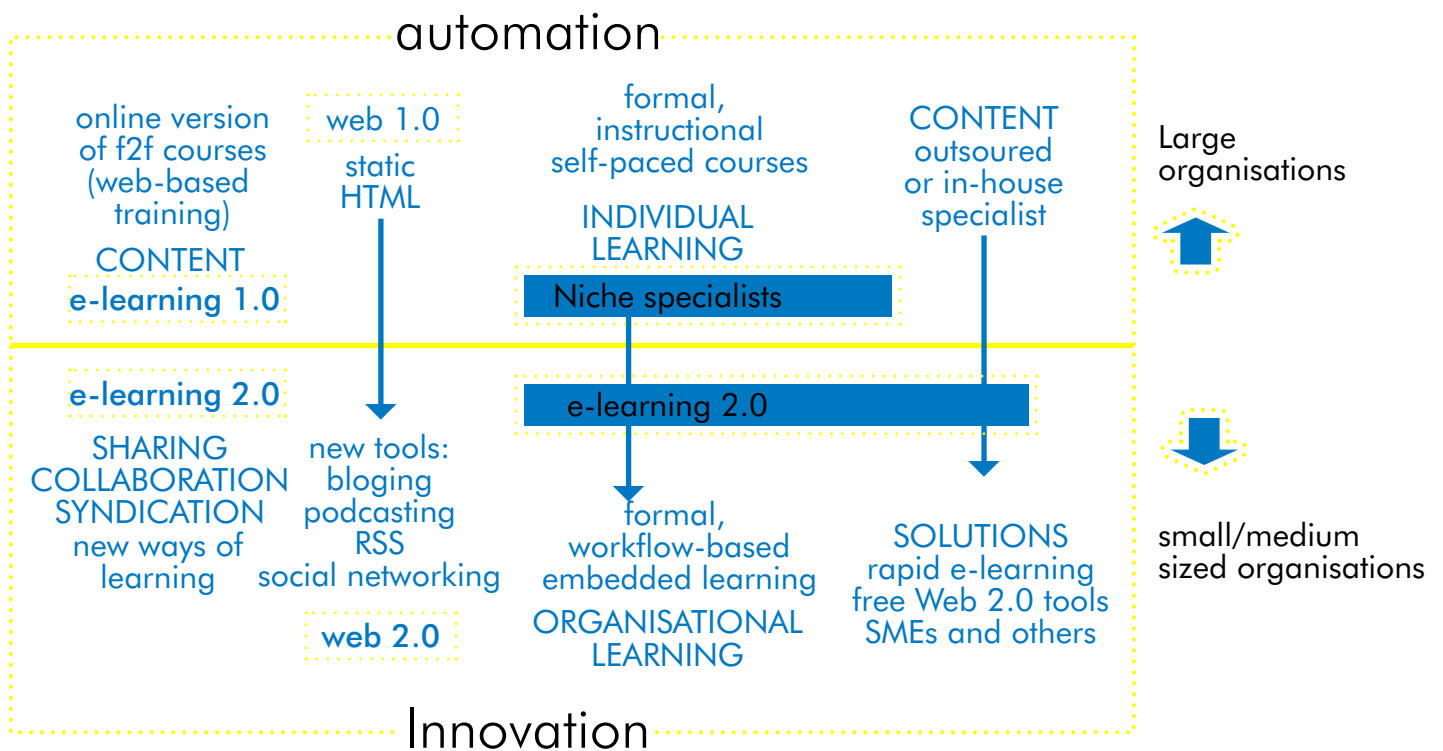 automation
online version
of f2f courses
(web-based
training)
CONTENT
e-learning 1.0
web 1.0
static
HTML
formal,
instructional
self-paced courses
INDIVIDUAL
LEARNING
Niche specialists
CONTENT
outsoured
or in-house
specialist
Large
organisations
e-learning 2.0
SHARING
COLLABORATION
SYNDICATION
new ways of
learning
new tools:
bloging
podcasting
RSS
social networking
web 2.0
e-learning 2.0
formal,
workflow-based
embedded learning
ORGANISATIONAL
LEARNING
SOLUTIONS
rapid e-learning
free Web 2.0 tools
SMEs and others
small/medium
sized organisations
Innovation